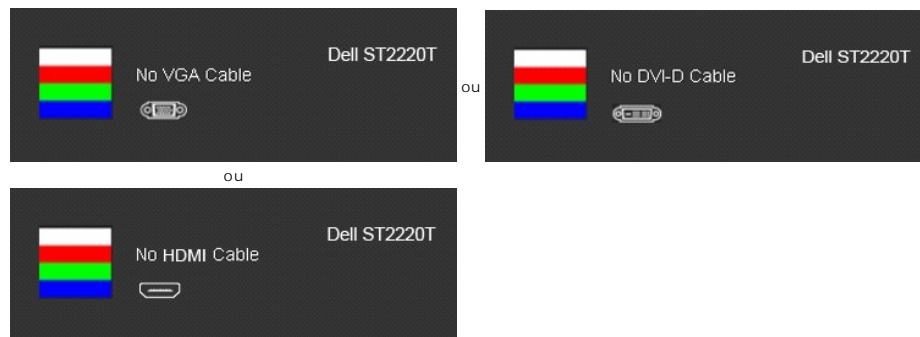 Dell ST2220T
No VGA Cable
ou
Dell ST2220T
No DVI-D Cable
ou
Dell ST2220T
No HDMI Cable